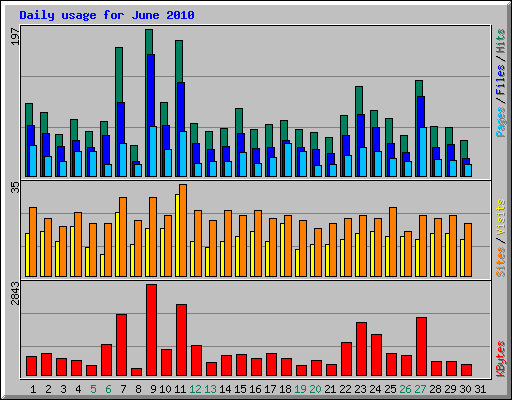 Daily usage for June 2010
197
Pages / Files / Hits
35
Sites / Visits
2843
KBytes
1 2 3 4 5 6 7 8 9 10 11 12 13 14 15 16 17 18 19 20 21 22 23 24 25 26 27 28 29 30 31